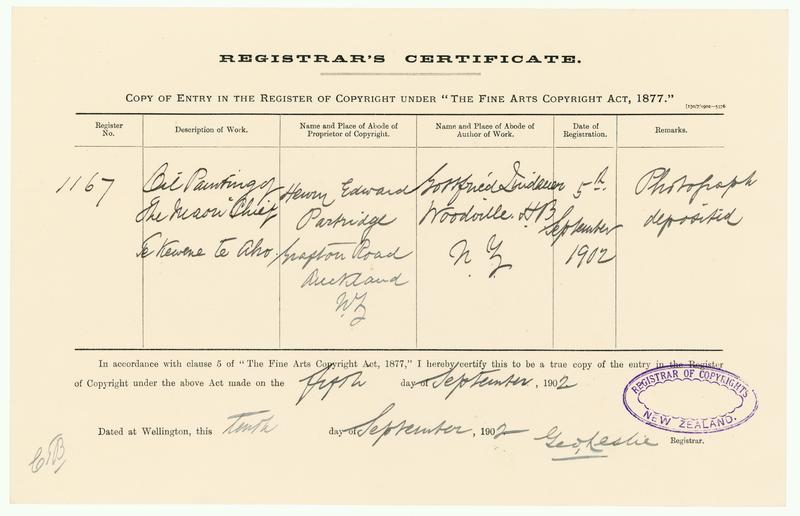 REGISTRAR'S CERTIFICATE.
COPY OF ENTRY IN THE REGISTER OF COPYRIGHT UNDER "THE FINE ARTS COPYRIGHT ACT, 1877."
Register No.
Description of Work.
Name and Place of Abode of Proprietor of Copyright.
Name and Place of Abode of Author of Work.
Date of Registration.
Remarks.
1167
Oil Painting of
The Maori Chief
Te Kewene Te Aho.
Henry Edward
Partridge
Grafton Road
Auckland
N.Z
Gottfried Lindauer
Woodville. H.B
N. Z.
5th.
September
1902
Photograph
deposited
In accordance with clause 5 of "The Fine Arts Copyright Act, 1877," I hereby certify this to be a true copy of the entry in the Register
of Copyright under the above Act made on the fifth day of September, 1902
Dated at Wellington, this tenth day of September, 1902 Geo, Leslie Registrar.
REGISTRAR OF COPYRIGHTS
NEW ZEALAND.